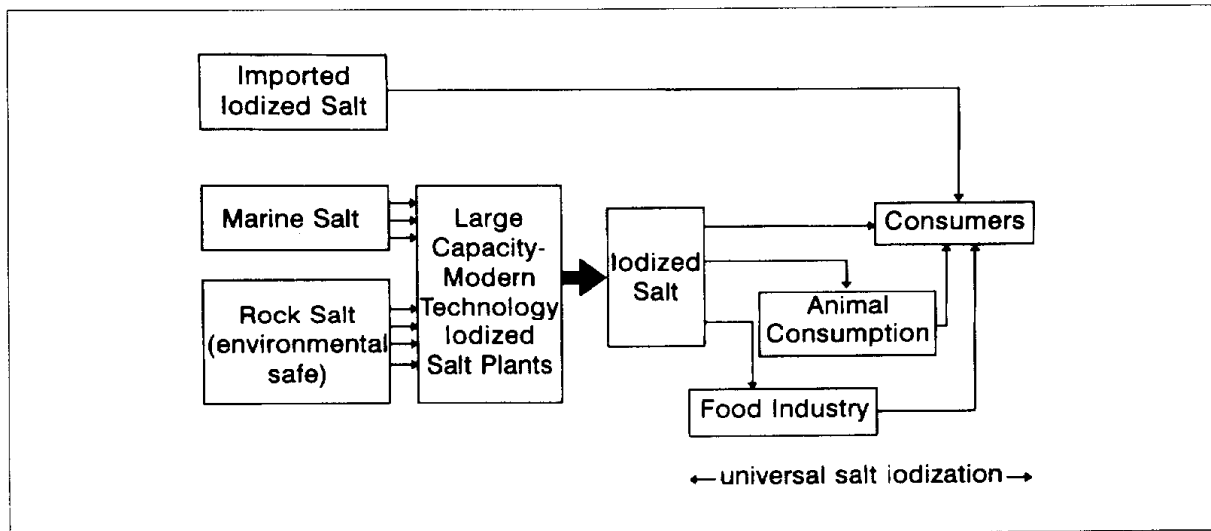 Imported
Iodized Salt
Marine Salt
Rock Salt
(environmental
safe)
Large
Capacity-
Modern
Technology
Iodized
Salt Plants
Iodized
Salt
Consumers
Animal
Consumption
Food Industry
universal salt iodization